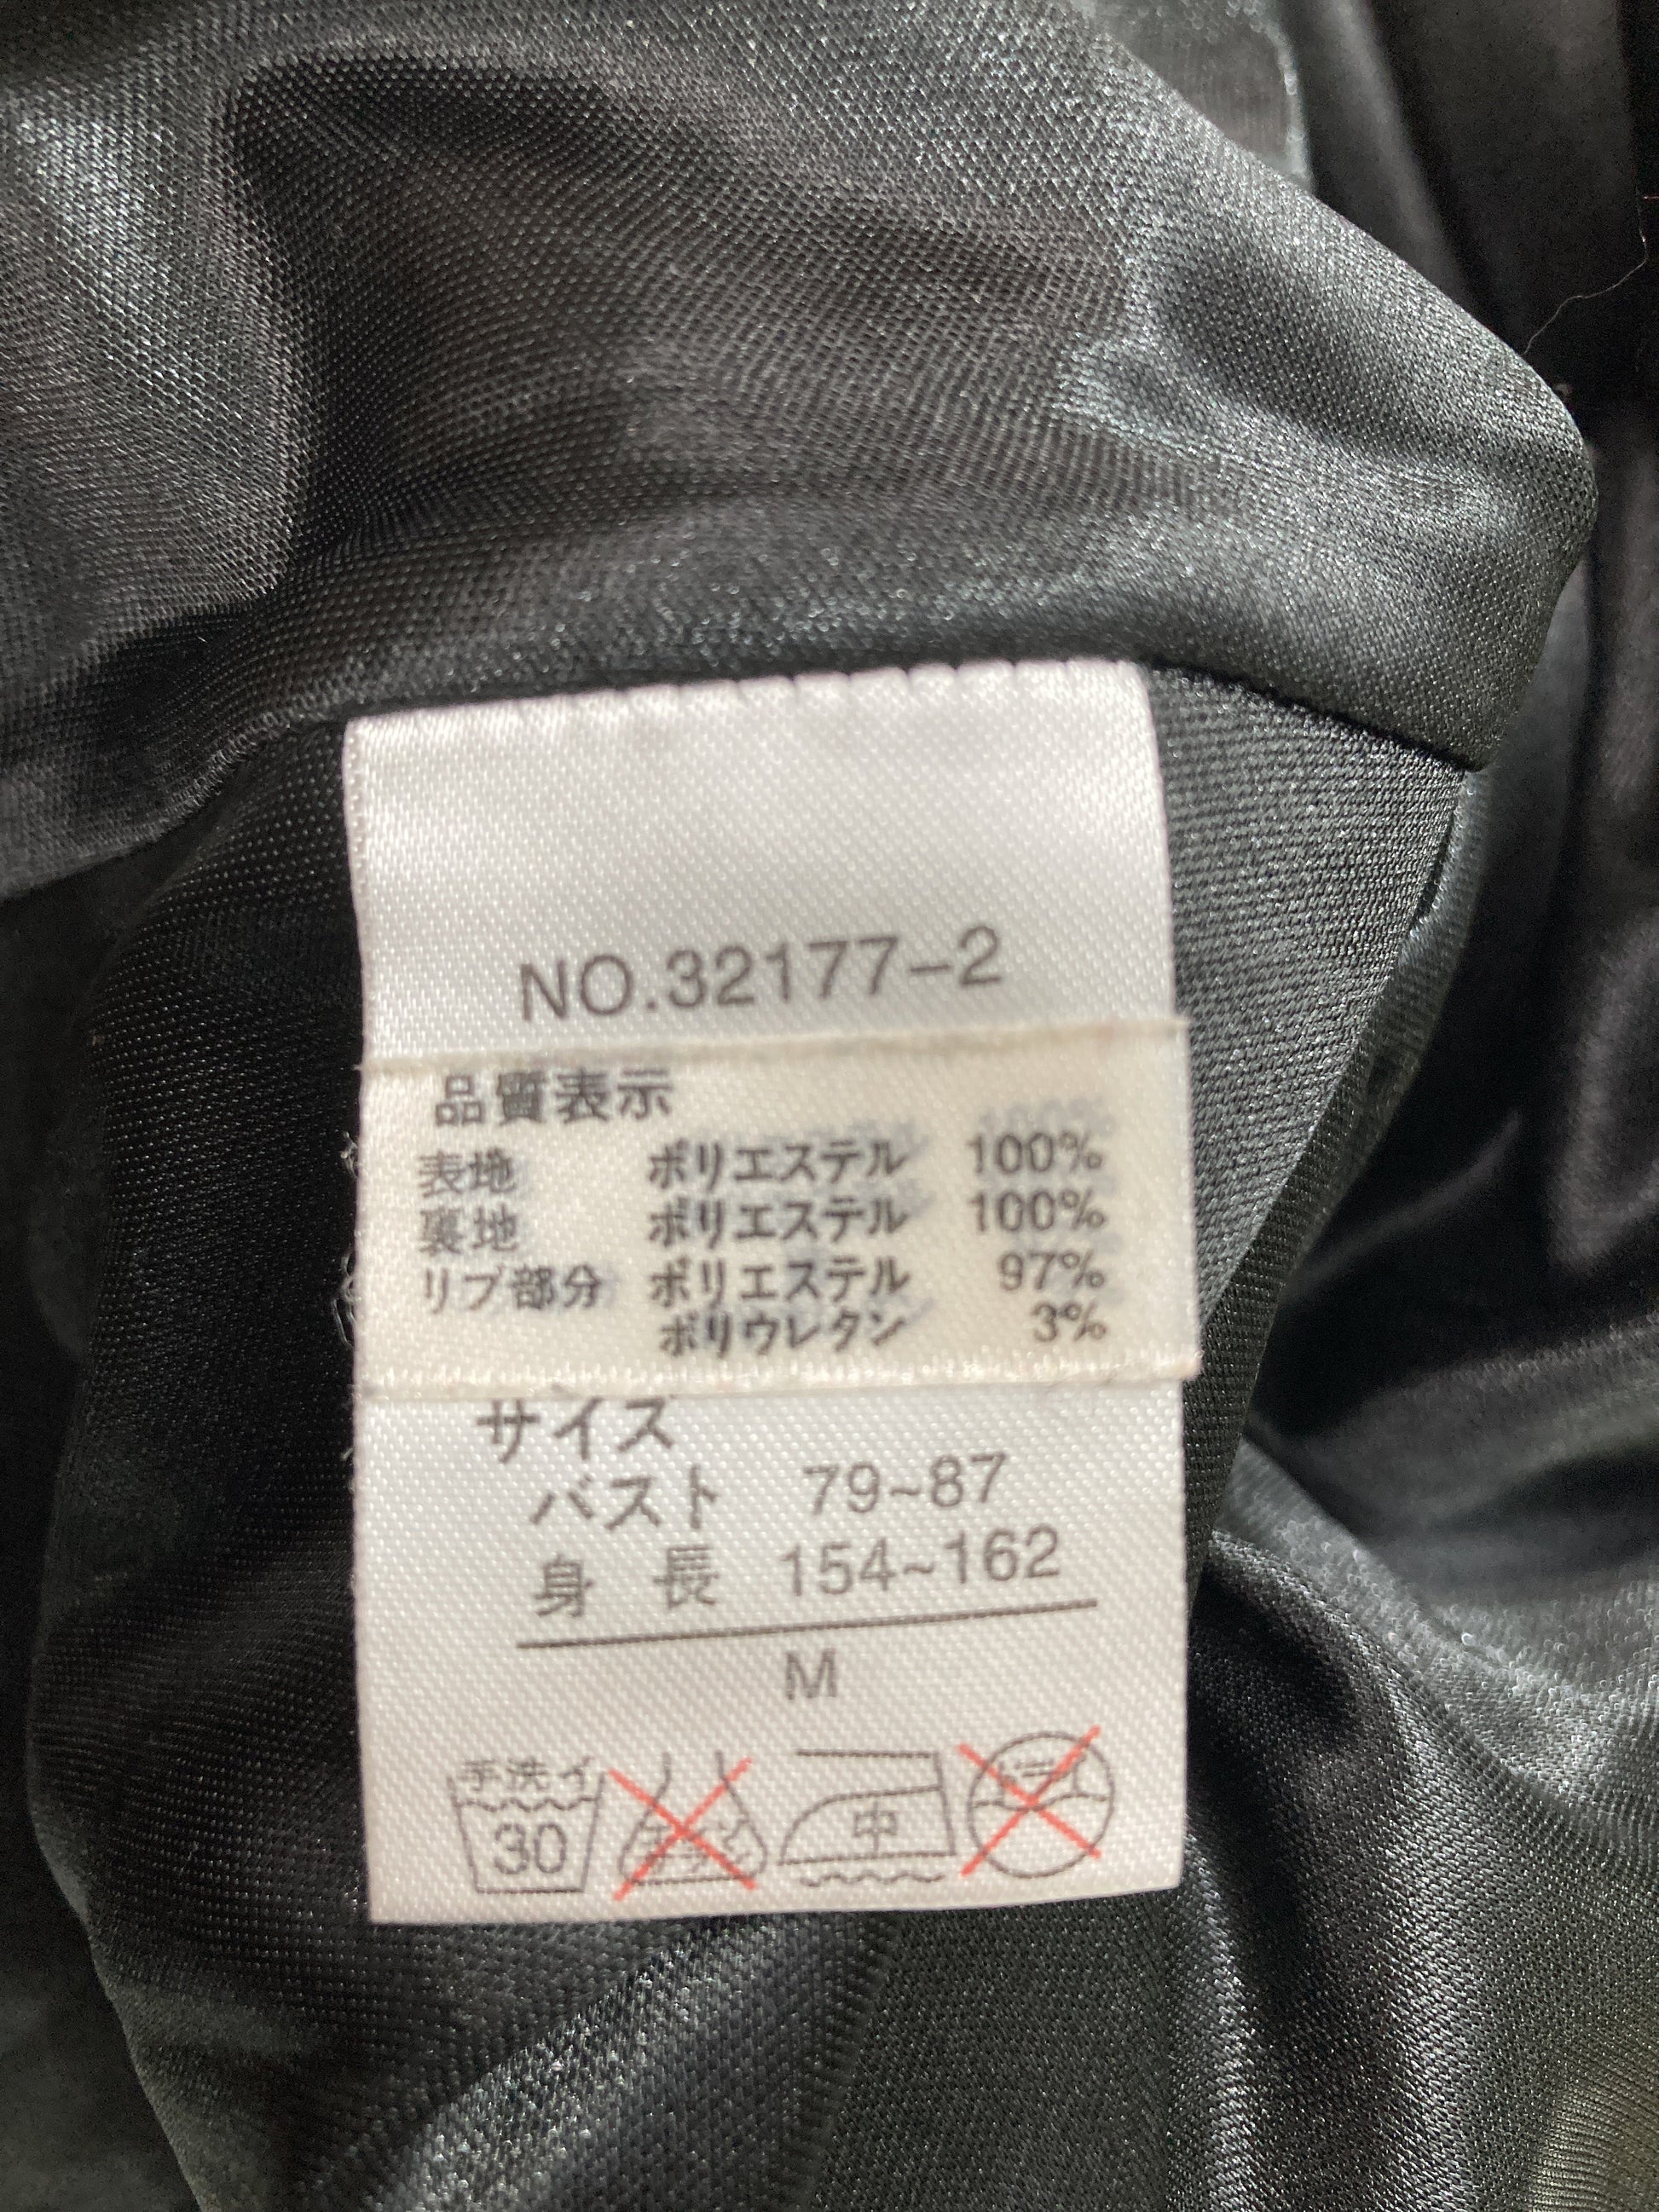 NO.32177-2
品質表示
表地 ポリエステル 100%
裏地 ポリエステル 100%
リブ部分 ポリエステル 97%
ポリウレタン 3%
サイズ
バスト 79~87
身長 154~162
M
手洗イ
30
中